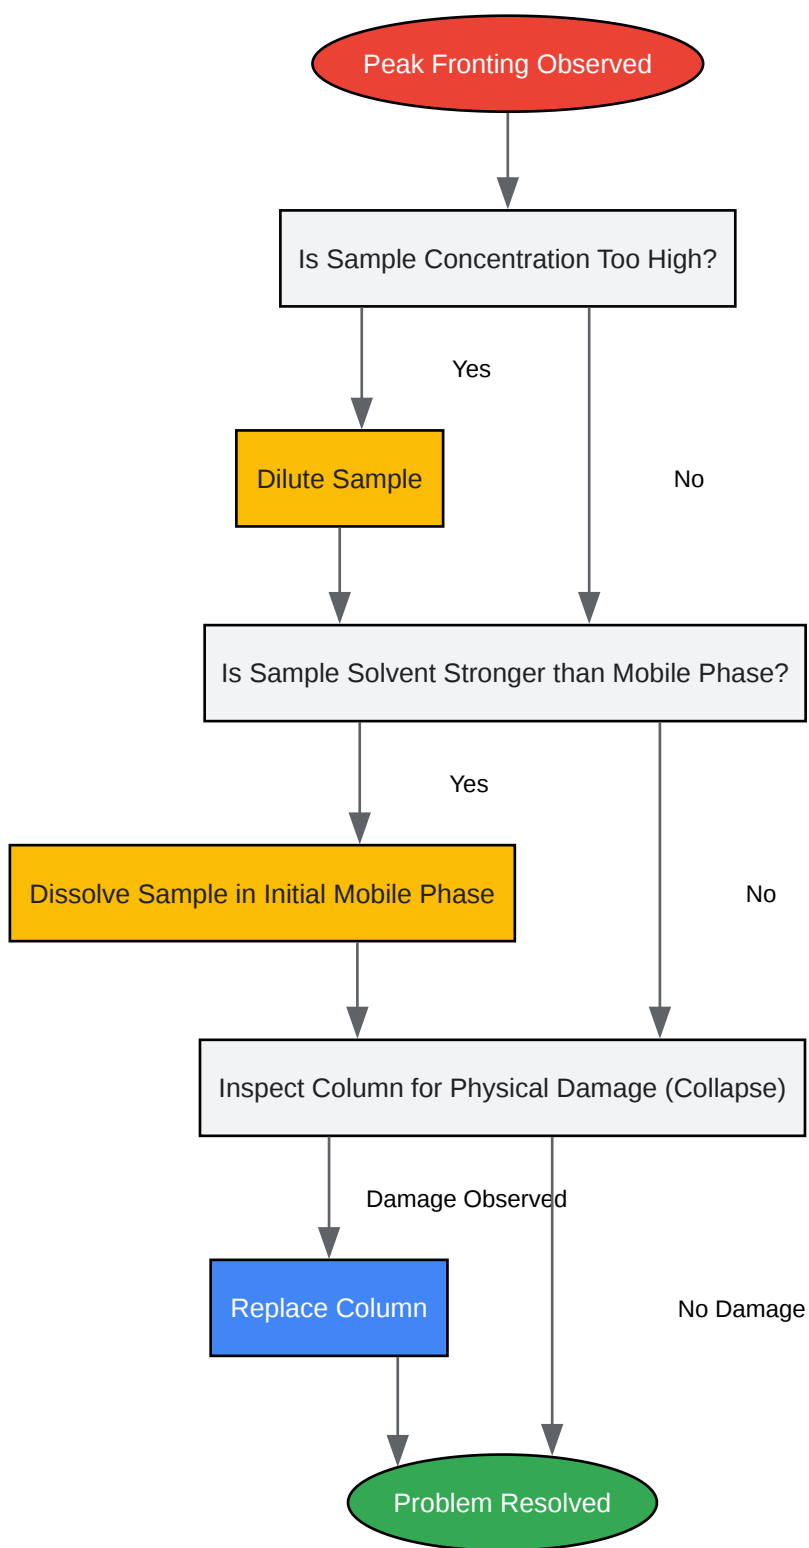 Peak Fronting Observed
Is Sample Concentration Too High?
Yes
Dilute Sample
No
Is Sample Solvent Stronger than Mobile Phase?
Yes
Dissolve Sample in Initial Mobile Phase
No
Inspect Column for Physical Damage (Collapse)
Damage Observed
Replace Column
No Damage
Problem Resolved